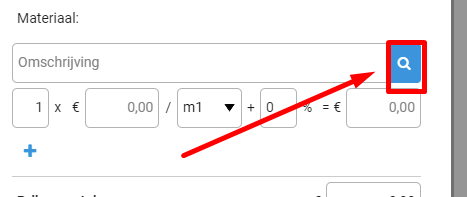 Materiaal:
Omschrijving
1 x € 0,00 / m1 + 0 % = € 0,00